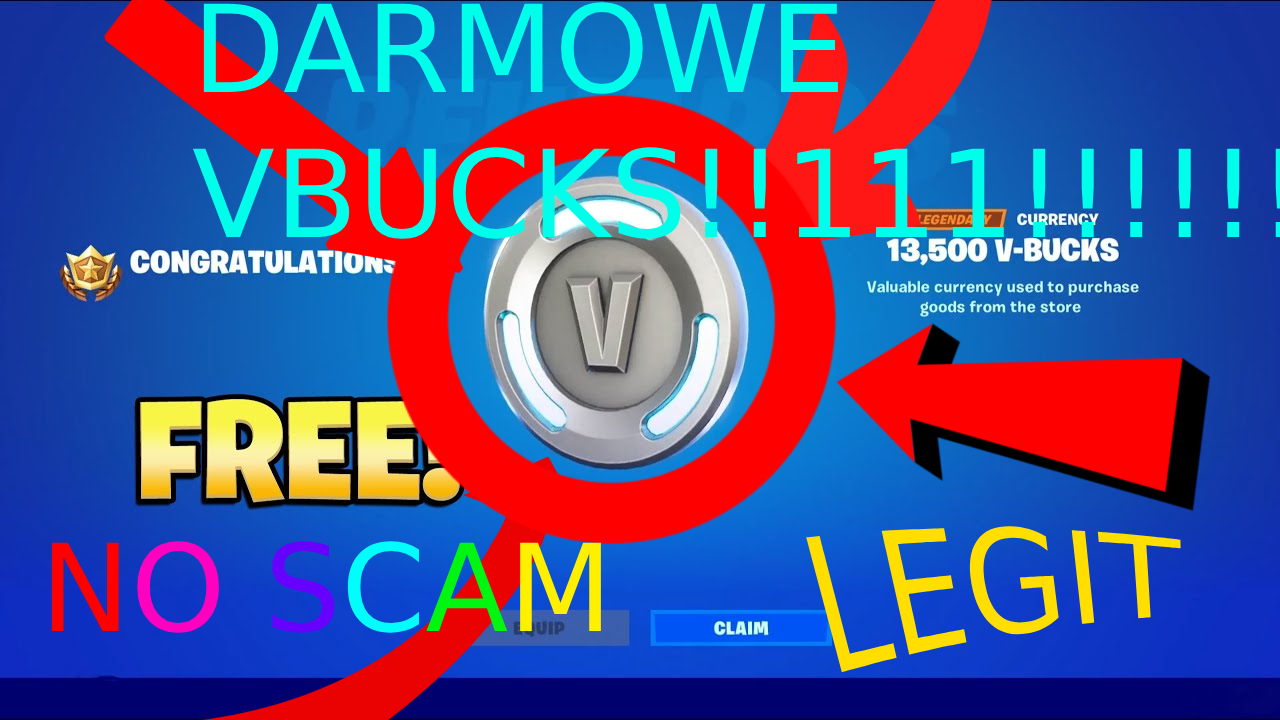 DARMOWE
VBUCKS!!111!!!!!!
LEGENDARY CURRENCY
13,500 V-BUCKS
Valuable currency used to purchase
goods from the store
CONGRATULATIONS
FREE!
NO SCAM
LEGIT
EQUIP
CLAIM